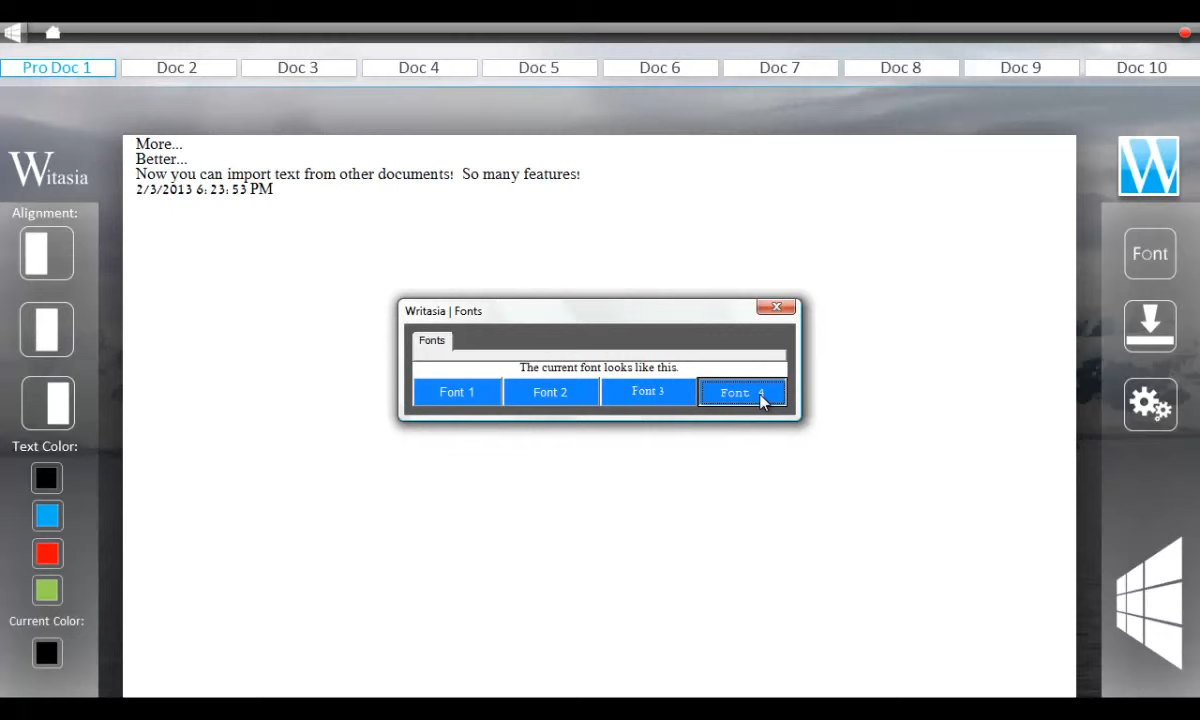 Pro Doc 1
Doc 2
Doc 3
Doc 4
Doc 5
Doc 6
Doc 7
Doc 8
Doc 9
Doc 10
Witasia
Alignment:
Text Color:
Current Color:
More...
Better...
Now you can import text from other documents!  So many features!
2/3/2013 6:23:53 PM
Writasia | Fonts
Fonts
The current font looks like this.
Font 1
Font 2
Font 3
Font 4
W
Font